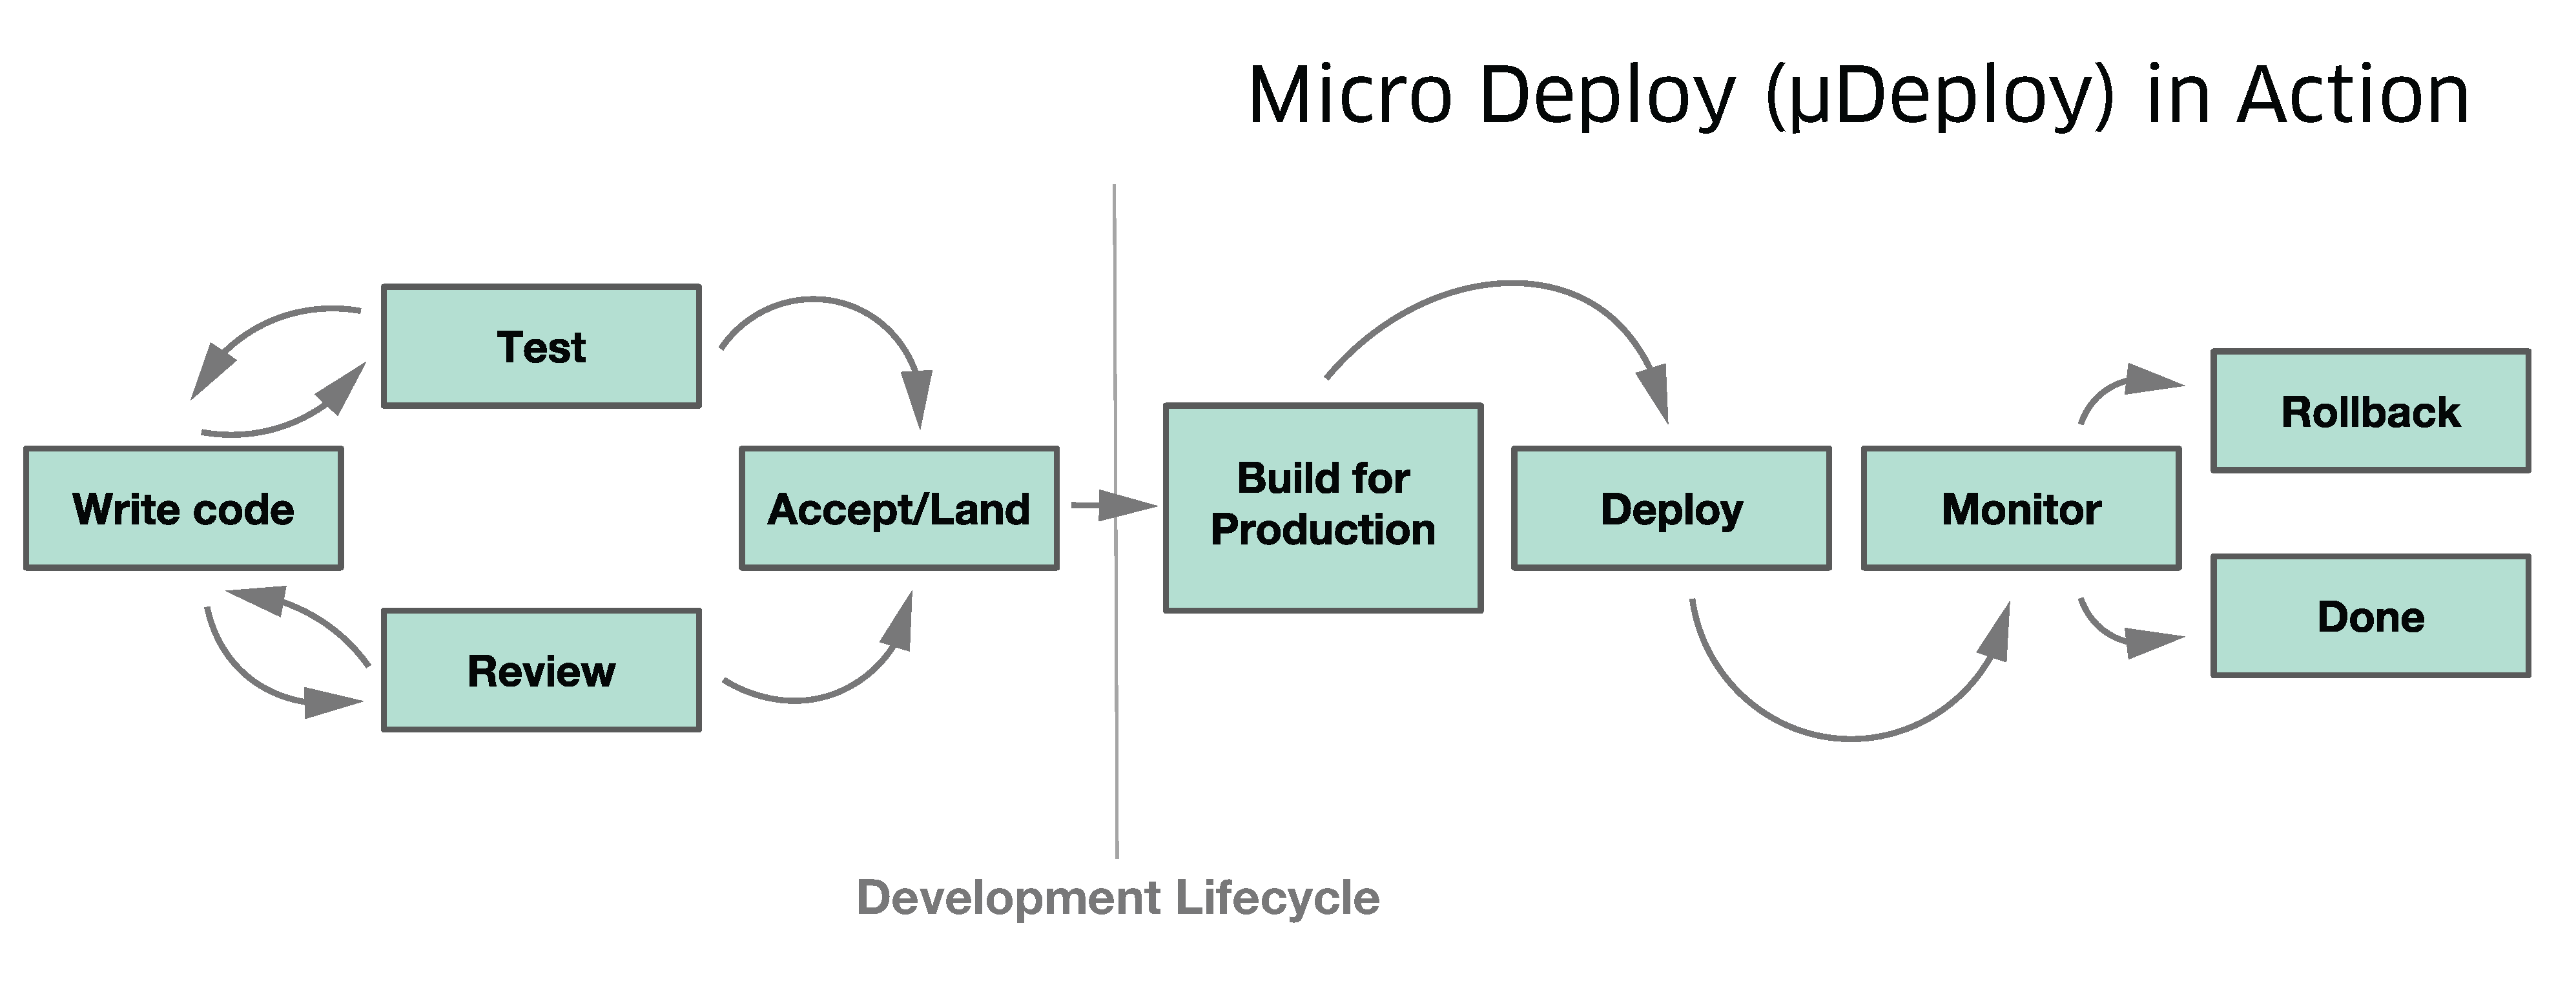 Micro Deploy (µDeploy) in Action
Test
Write code
Review
Accept/Land
Build for
Production
Deploy
Monitor
Rollback
Done
Development Lifecycle